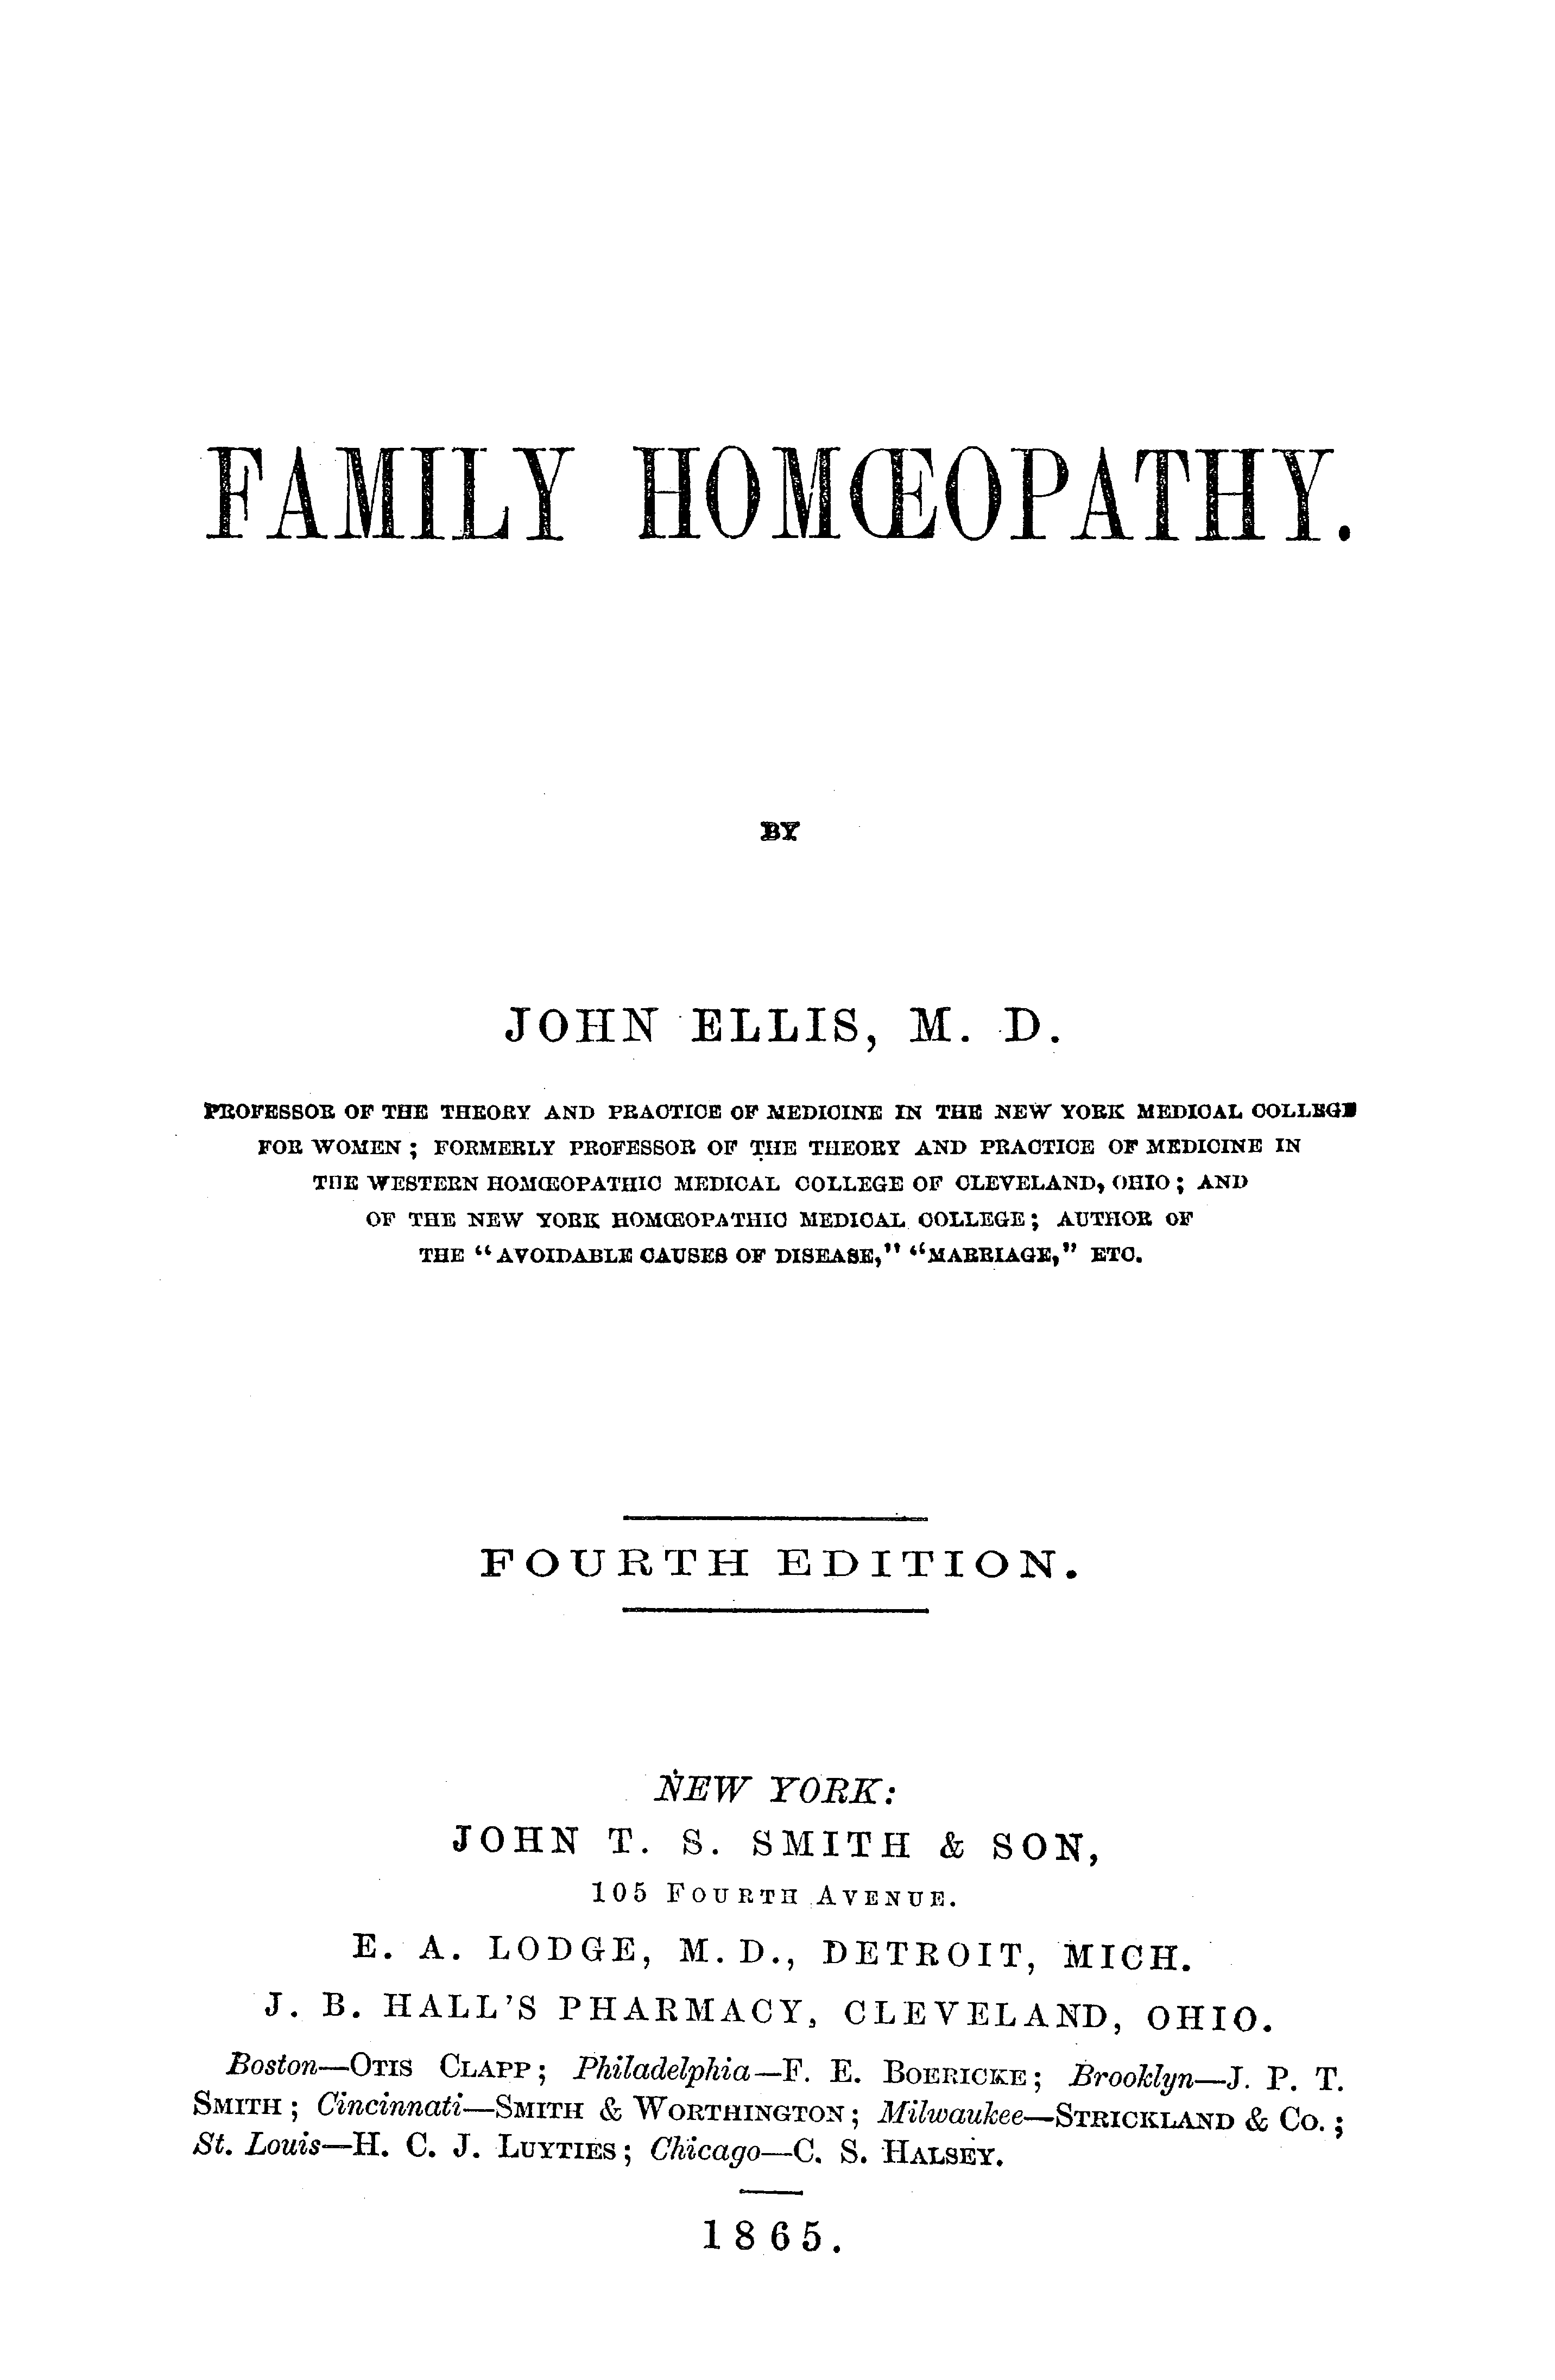 FAMILY HOMŒOPATHY.
BY
JOHN ELLIS, M. D.
PROFESSOR OF THE THEORY AND PRACTICE OF MEDICINE IN THE NEW YORK MEDICAL COLLEGE
FOR WOMEN; FORMERLY PROFESSOR OF THE THEORY AND PRACTICE OF MEDICINE IN
THE WESTERN HOMŒOPATHIC MEDICAL COLLEGE OF CLEVELAND, OHIO; AND
OF THE NEW YORK HOMŒOPATHIC MEDICAL COLLEGE; AUTHOR OF
THE "AVOIDABLE CAUSES OF DISEASE," "MARRIAGE," ETC.
FOURTH EDITION.
NEW YORK:
JOHN T. S. SMITH & SON,
105 FOURTH AVENUE.
E. A. LODGE, M. D., DETROIT, MICH.
J. B. HALL'S PHARMACY, CLEVELAND, OHIO.
Boston—OTIS CLAPP; Philadelphia—F. E. BOERICKE; Brooklyn—J. P. T.
SMITH; Cincinnati—SMITH & WORTHINGTON; Milwaukee—STRICKLAND & CO.;
St. Louis—H. C. J. LUYTIES; Chicago—C. S. HALSEY.
1865.